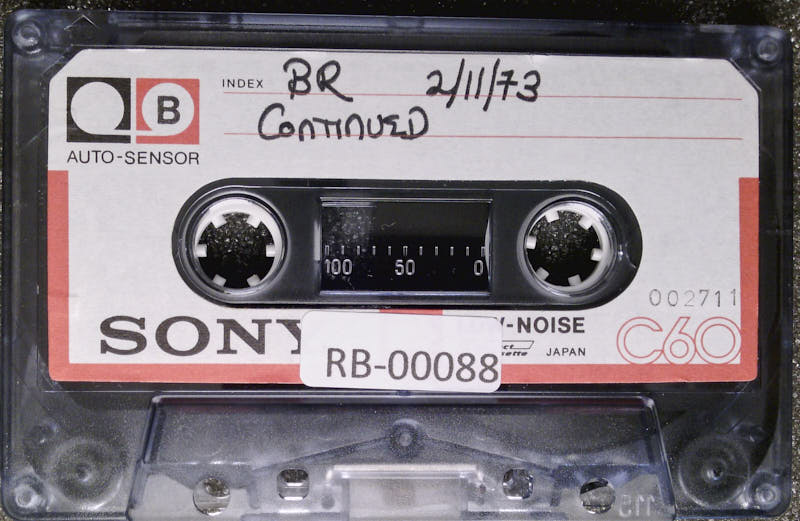 INDEX BR 2/11/73
B
CONTINUED
AUTO-SENSOR
100 50 0
002711
SONY -NOISE C60
JAPAN
RB-00088